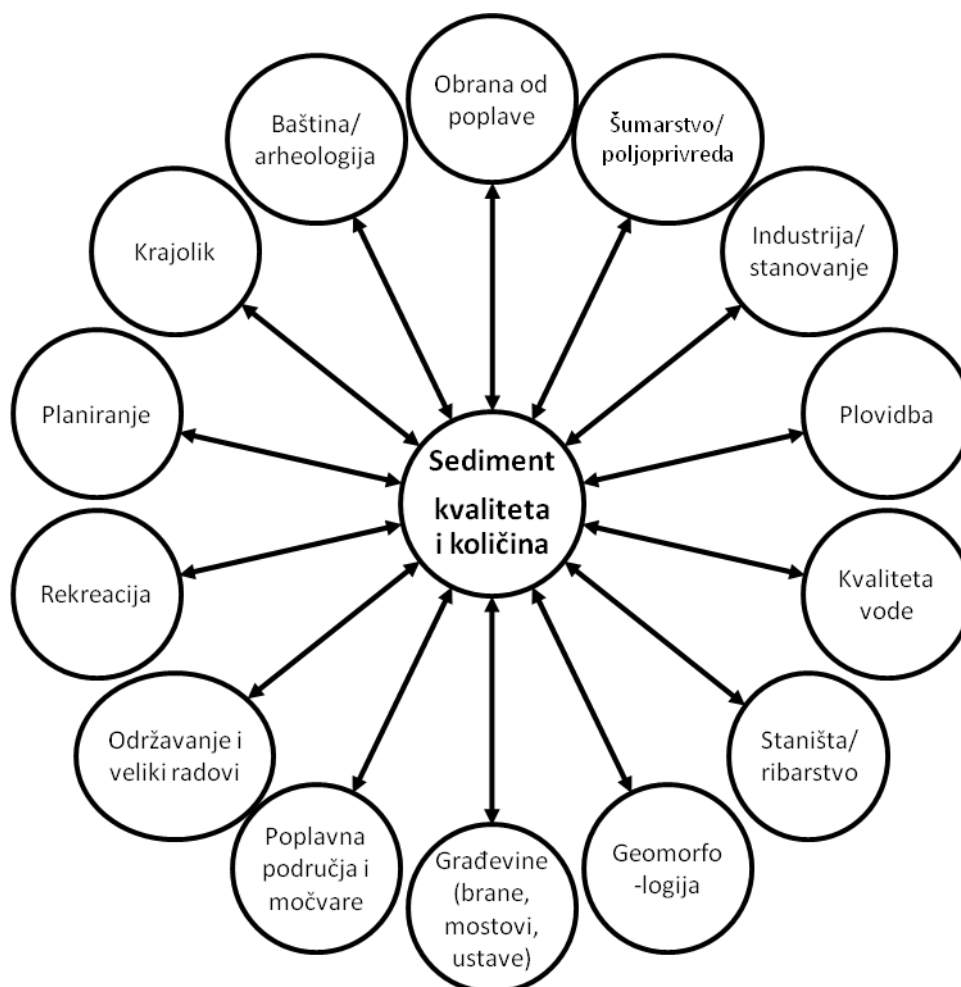 Obrana od
poplave
Šumarstvo/
poljoprivreda
Industrija/
stanovanje
Plovidba
Kvaliteta
vode
Staništa/
ribarstvo
Geomorfo
-logija
Građevine
(brane,
mostovi,
ustave)
Poplavna
područja i
močvare
Održavanje i
veliki radovi
Rekreacija
Planiranje
Krajolik
Baština/
arheologija
Sediment
kvaliteta
i količina